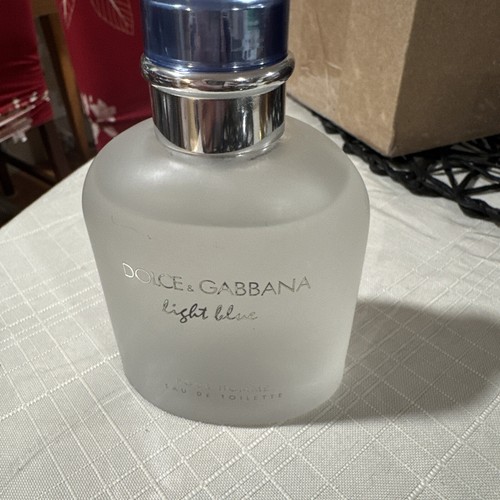 DOLCE & GABBANA
light blue
EAU DE TOILETTE